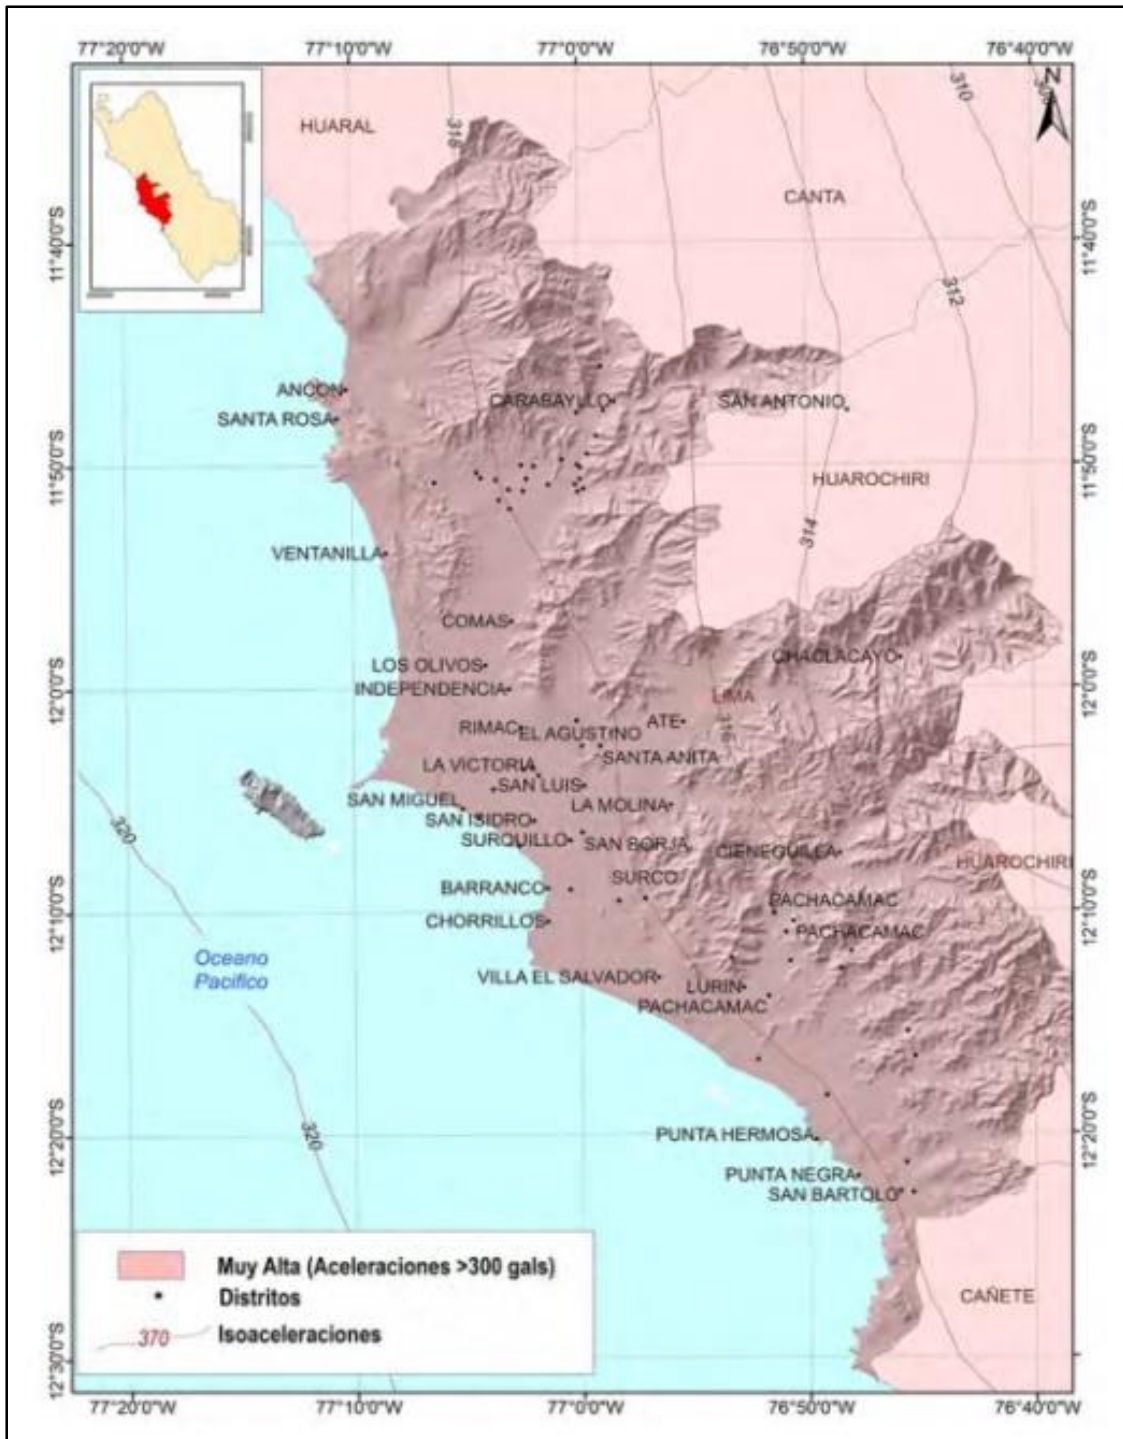 77°20'0"W 77°10'0"W 77°0'0"W 76°50'0"W 76°40'0"W
N
HUARAL
318
310
CANTA
11°40'0"S 11°40'0"S
312
ANCON
CARABAYLLO
SAN ANTONIO
SANTA ROSA
11°50'0"S 11°50'0"S
HUAROCHIRI
314
VENTANILLA
COMAS
CHACLACAYO
LOS OLIVOS
INDEPENDENCIA
12°0'0"S 12°0'0"S
LIMA
RIMAC
EL AGUSTINO
ATE
316
SANTA ANITA
LA VICTORIA
SAN LUIS
SAN MIGUEL
LA MOLINA
SAN ISIDRO
320
SURQUILLO
SAN BORJA
CIENEGUILLA
HUAROCHIRI
SURCO
BARRANCO
PACHACAMAC
12°10'0"S 12°10'0"S
CHORRILLOS
PACHACAMAC
Oceano
Pacifico
VILLA EL SALVADOR
LURIN
PACHACAMAC
320
PUNTA HERMOSA
12°20'0"S 12°20'0"S
PUNTA NEGRA
SAN BARTOLO
Muy Alta (Aceleraciones >300 gals)
Distritos
370 Isoaceleraciones
CAÑETE
12°30'0"S
77°20'0"W 77°10'0"W 77°0'0"W 76°50'0"W 76°40'0"W